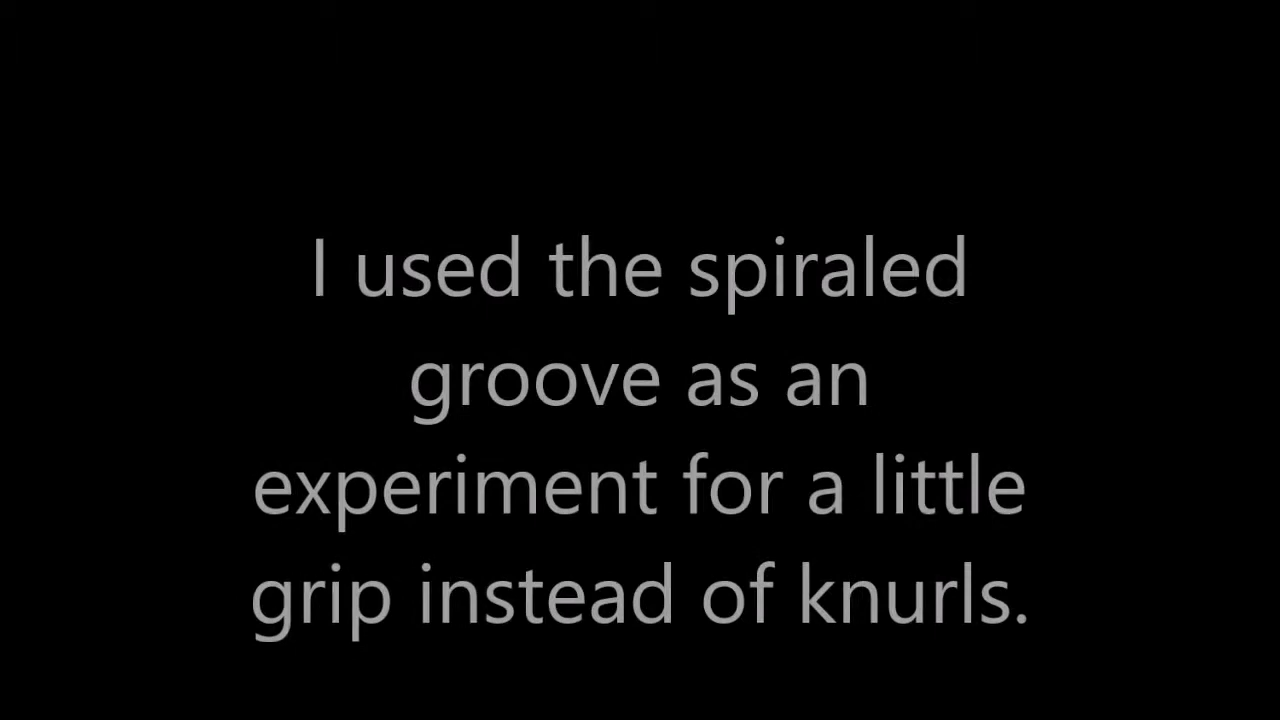 I used the spiraled
groove as an
experiment for a little
grip instead of knurls.